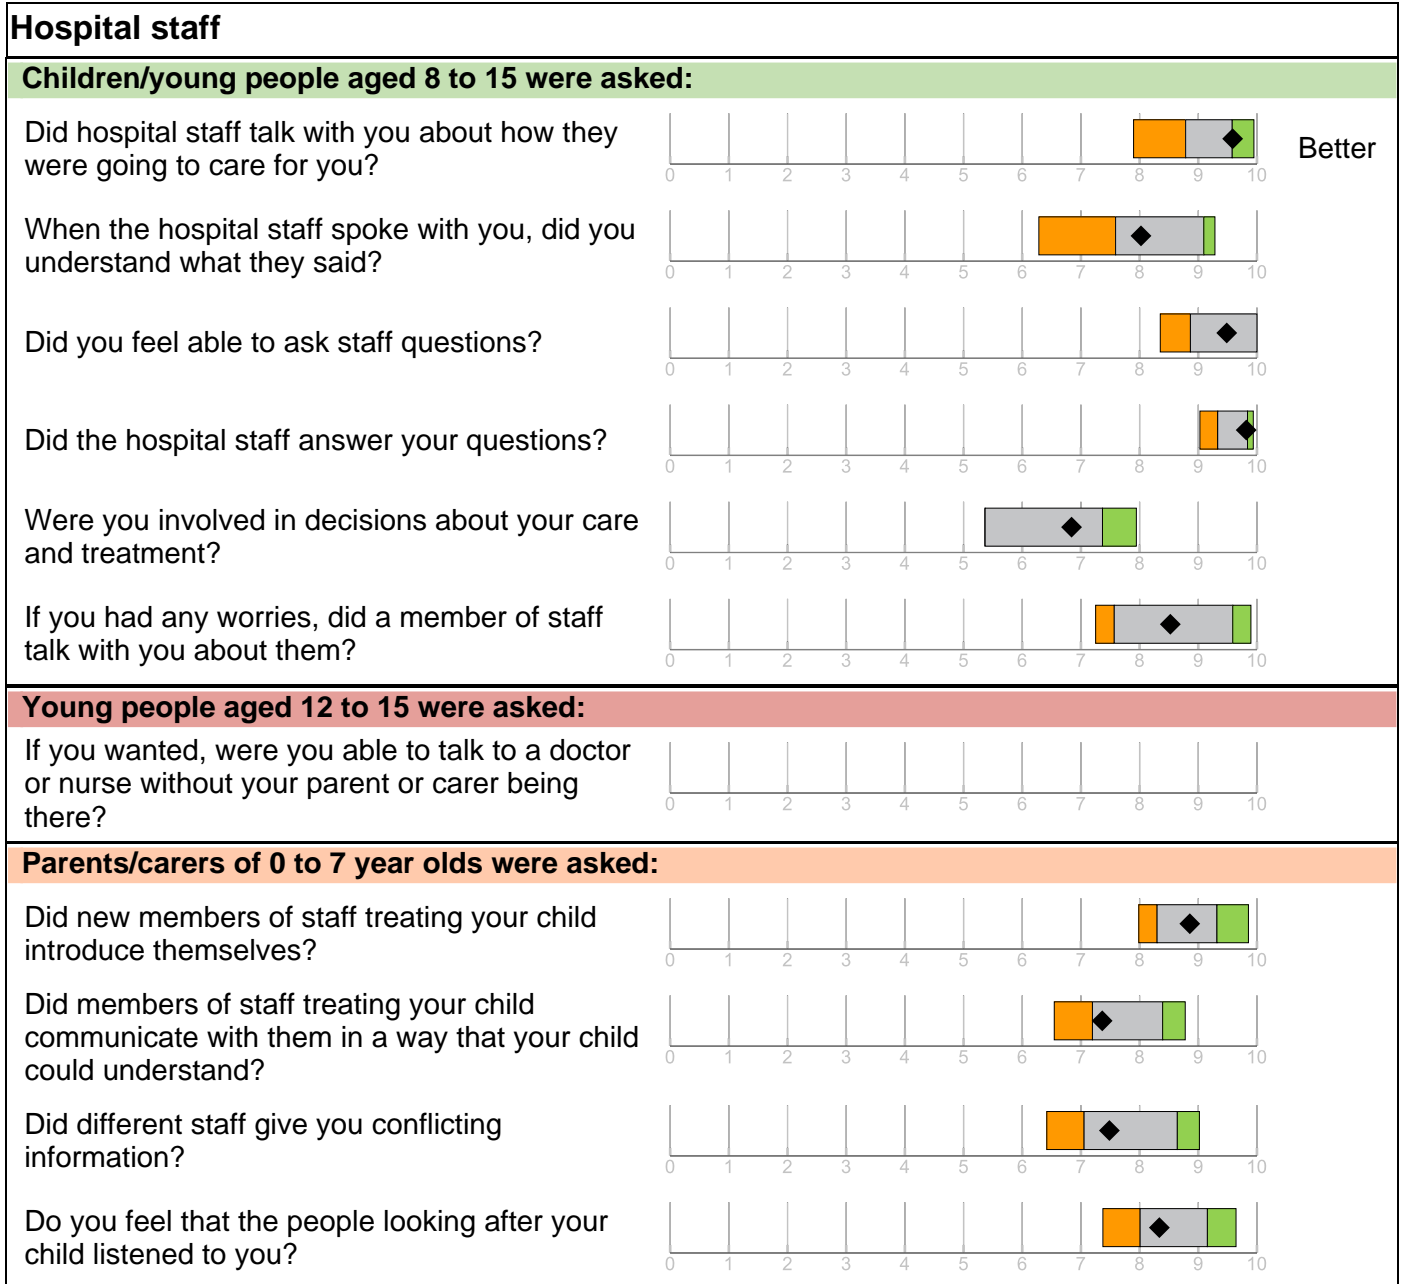 Hospital staff
Children/young people aged 8 to 15 were asked:
Did hospital staff talk with you about how they
were going to care for you?
0 1 2 3 4 5 6 7 8 9 10
Better
When the hospital staff spoke with you, did you
understand what they said?
0 1 2 3 4 5 6 7 8 9 10
Did you feel able to ask staff questions?
0 1 2 3 4 5 6 7 8 9 10
Did the hospital staff answer your questions?
0 1 2 3 4 5 6 7 8 9 10
Were you involved in decisions about your care
and treatment?
0 1 2 3 4 5 6 7 8 9 10
If you had any worries, did a member of staff
talk with you about them?
0 1 2 3 4 5 6 7 8 9 10
Young people aged 12 to 15 were asked:
If you wanted, were you able to talk to a doctor
or nurse without your parent or carer being
there?
0 1 2 3 4 5 6 7 8 9 10
Parents/carers of 0 to 7 year olds were asked:
Did new members of staff treating your child
introduce themselves?
0 1 2 3 4 5 6 7 8 9 10
Did members of staff treating your child
communicate with them in a way that your child
could understand?
0 1 2 3 4 5 6 7 8 9 10
Did different staff give you conflicting
information?
0 1 2 3 4 5 6 7 8 9 10
Do you feel that the people looking after your
child listened to you?
0 1 2 3 4 5 6 7 8 9 10